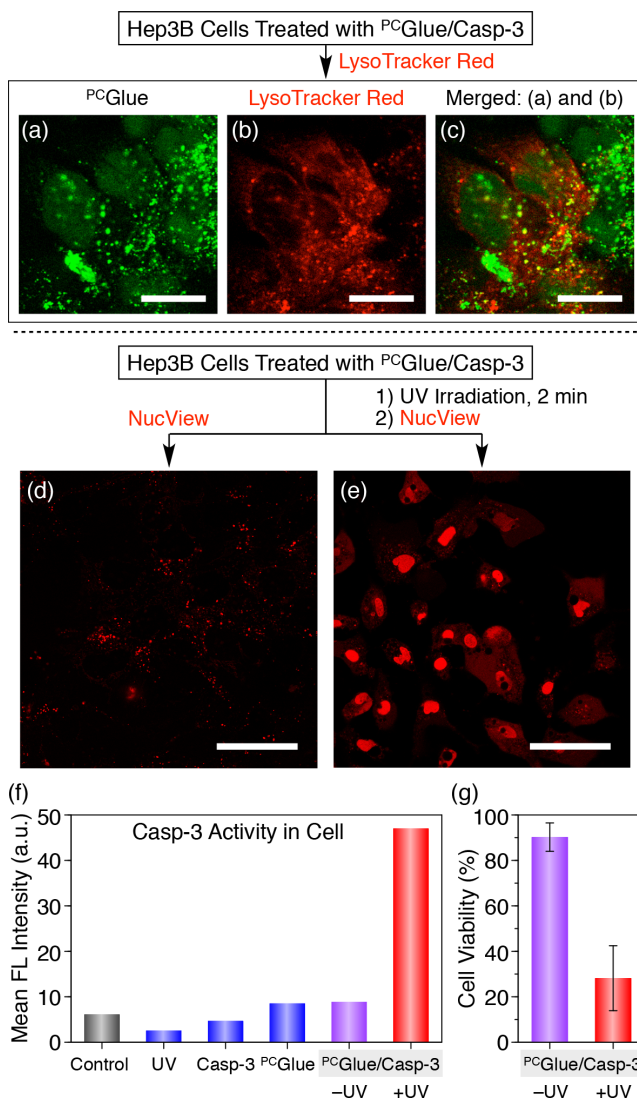 Hep3B Cells Treated with ᴾᶜGlue/Casp-3
LysoTracker Red
ᴾᶜGlue LysoTracker Red Merged: (a) and (b)
(a) (b) (c)
Hep3B Cells Treated with ᴾᶜGlue/Casp-3
1) UV Irradiation, 2 min
NucView 2) NucView
(d) (e)
(f) (g)
Casp-3 Activity in Cell
Mean FL Intensity (a.u.)
50
40
30
20
10
0
Control UV Casp-3 ᴾᶜGlue ᴾᶜGlue/Casp-3
–UV +UV
Cell Viability (%)
100
80
60
40
20
0
ᴾᶜGlue/Casp-3
–UV +UV